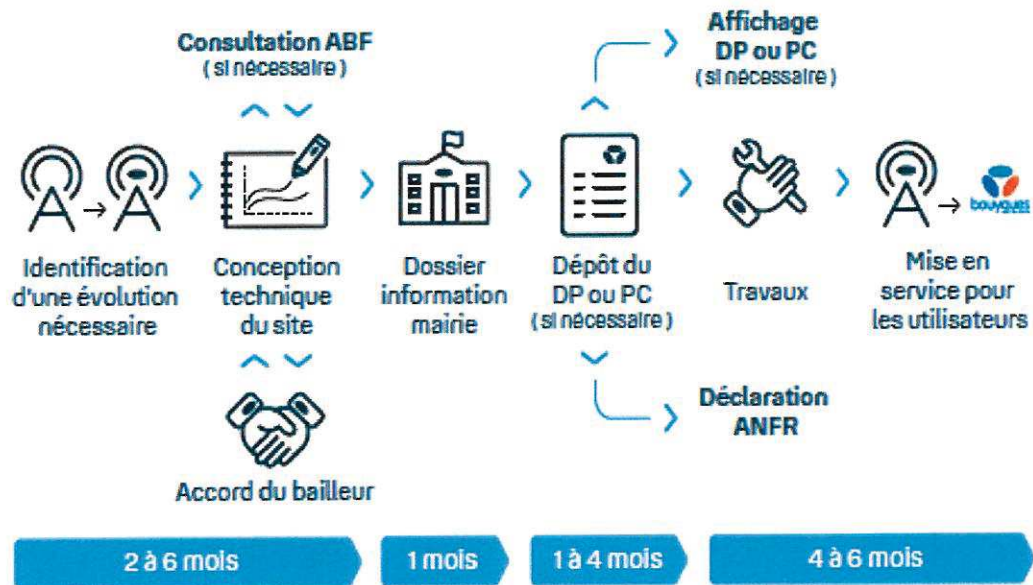 Consultation ABF
( si nécessaire )
Affichage
DP ou PC
( si nécessaire )
Identification
d'une évolution
nécessaire
Conception
technique
du site
Dossier
information
mairie
Dépôt du
DP ou PC
( si nécessaire )
Travaux
bouygues
Mise en
service pour
les utilisateurs
Accord du bailleur
Déclaration
ANFR
2 à 6 mois
1 mois
1 à 4 mois
4 à 6 mois